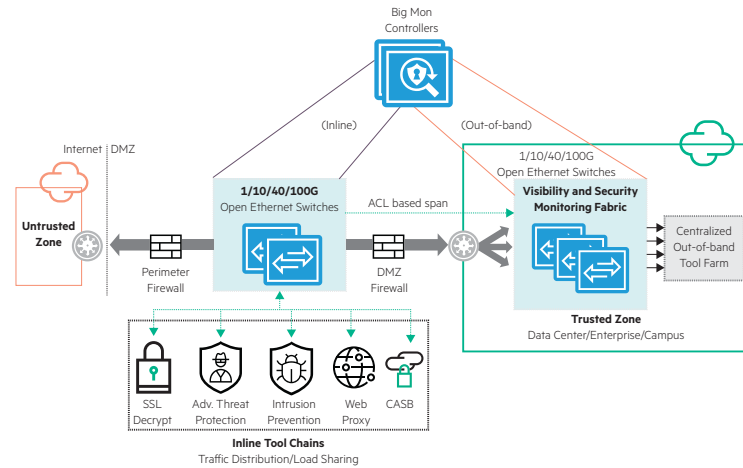 Big Mon
Controllers
(Inline)
(Out-of-band)
Internet
DMZ
1/10/40/100G
Open Ethernet Switches
Untrusted
Zone
1/10/40/100G
Open Ethernet Switches
ACL based span
Visibility and Security
Monitoring Fabric
Centralized
Out-of-band
Tool Farm
Perimeter
Firewall
DMZ
Firewall
Trusted Zone
Data Center/Enterprise/Campus
SSL
Decrypt
Adv. Threat
Protection
Intrusion
Prevention
Web
Proxy
CASB
Inline Tool Chains
Traffic Distribution/Load Sharing